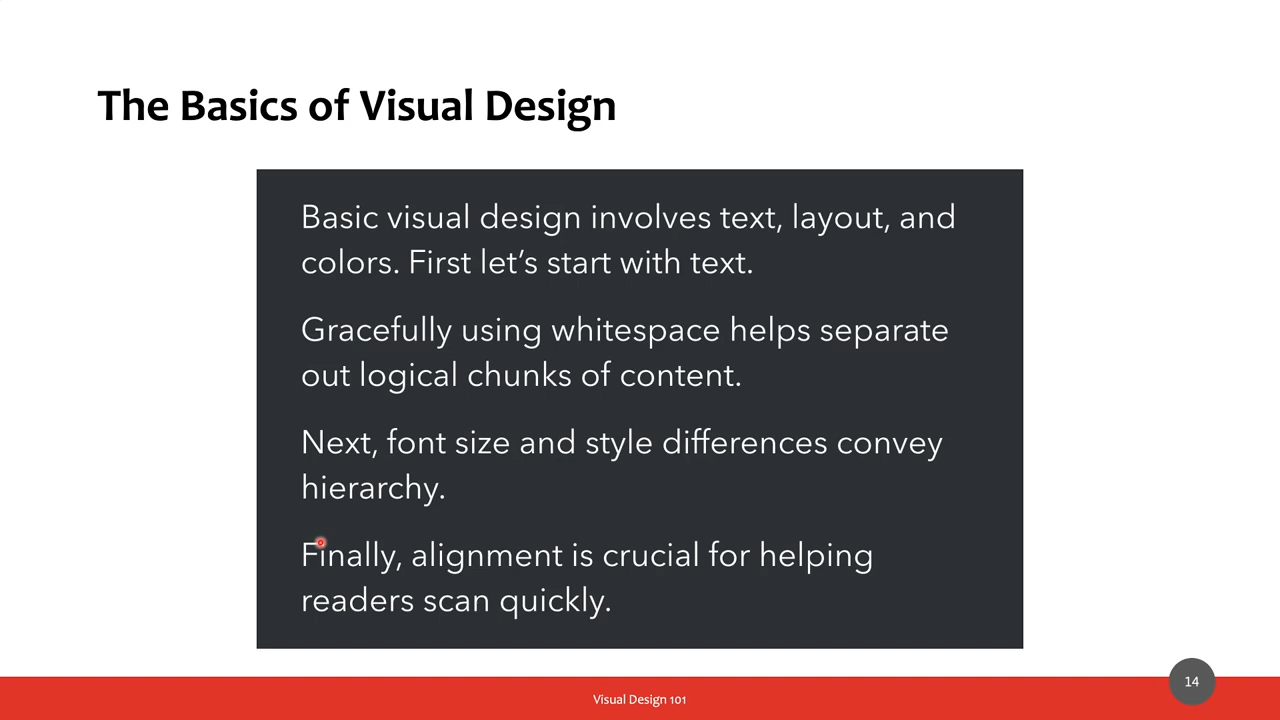 The Basics of Visual Design
Basic visual design involves text, layout, and
colors. First let’s start with text.
Gracefully using whitespace helps separate
out logical chunks of content.
Next, font size and style differences convey
hierarchy.
Finally, alignment is crucial for helping
readers scan quickly.
Visual Design 101
14